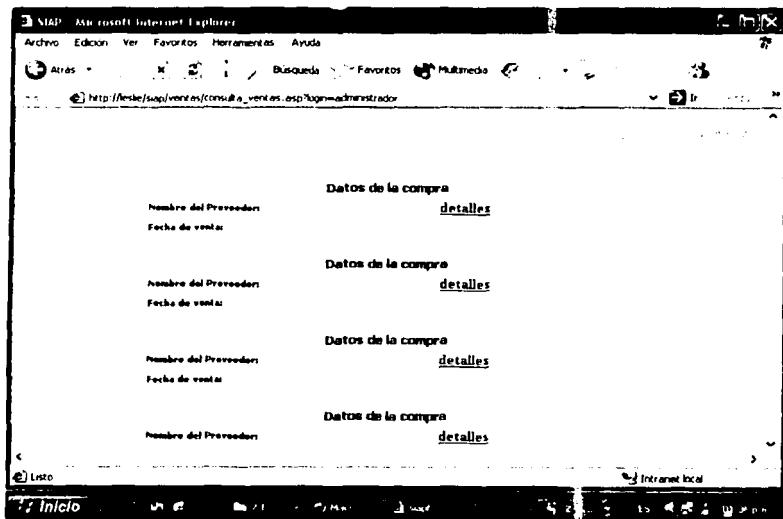 SIAP Microsoft Internet Explorer
Archivo Edición Ver Favoritos Herramientas Ayuda
Atrás Búsqueda Favoritos Multimedia
http://leslie/siap/ventas/consulta_ventas.asp?login=administrador Ir
Datos de la compra
Nombre del Proveedor: detalles
Fecha de venta:
Datos de la compra
Nombre del Proveedor: detalles
Fecha de venta:
Datos de la compra
Nombre del Proveedor: detalles
Fecha de venta:
Datos de la compra
Nombre del Proveedor: detalles
Listo Intranet local
Inicio ES